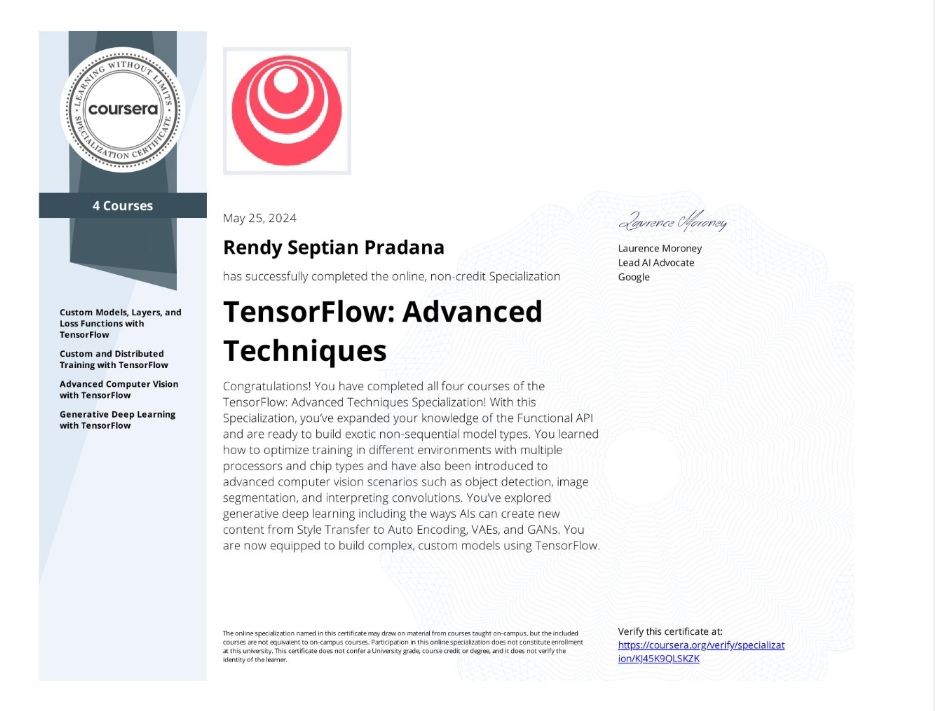 LEARNING WITHOUT LIMITS
coursera
SPECIALIZATION CERTIFICATE
4 Courses
Custom Models, Layers, and
Loss Functions with
TensorFlow
Custom and Distributed
Training with TensorFlow
Advanced Computer Vision
with TensorFlow
Generative Deep Learning
with TensorFlow
May 25, 2024
Rendy Septian Pradana
has successfully completed the online, non-credit Specialization
TensorFlow: Advanced
Techniques
Congratulations! You have completed all four courses of the
TensorFlow: Advanced Techniques Specialization! With this
Specialization, you’ve expanded your knowledge of the Functional API
and are ready to build exotic non-sequential model types. You learned
how to optimize training in different environments with multiple
processors and chip types and have also been introduced to
advanced computer vision scenarios such as object detection, image
segmentation, and interpreting convolutions. You’ve explored
generative deep learning including the ways AIs can create new
content from Style Transfer to Auto Encoding, VAEs, and GANs. You
are now equipped to build complex, custom models using TensorFlow.
Laurence Moroney
Laurence Moroney
Lead AI Advocate
Google
The online specialization named in this certificate may draw on material from courses taught on-campus, but the included
courses are not equivalent to on-campus courses. Participation in this online specialization does not constitute enrollment
at this university. This certificate does not confer a University grade, course credit or degree, and it does not verify the
identity of the learner.
Verify this certificate at:
https://coursera.org/verify/specializat
ion/KJ45K9QLSKZK